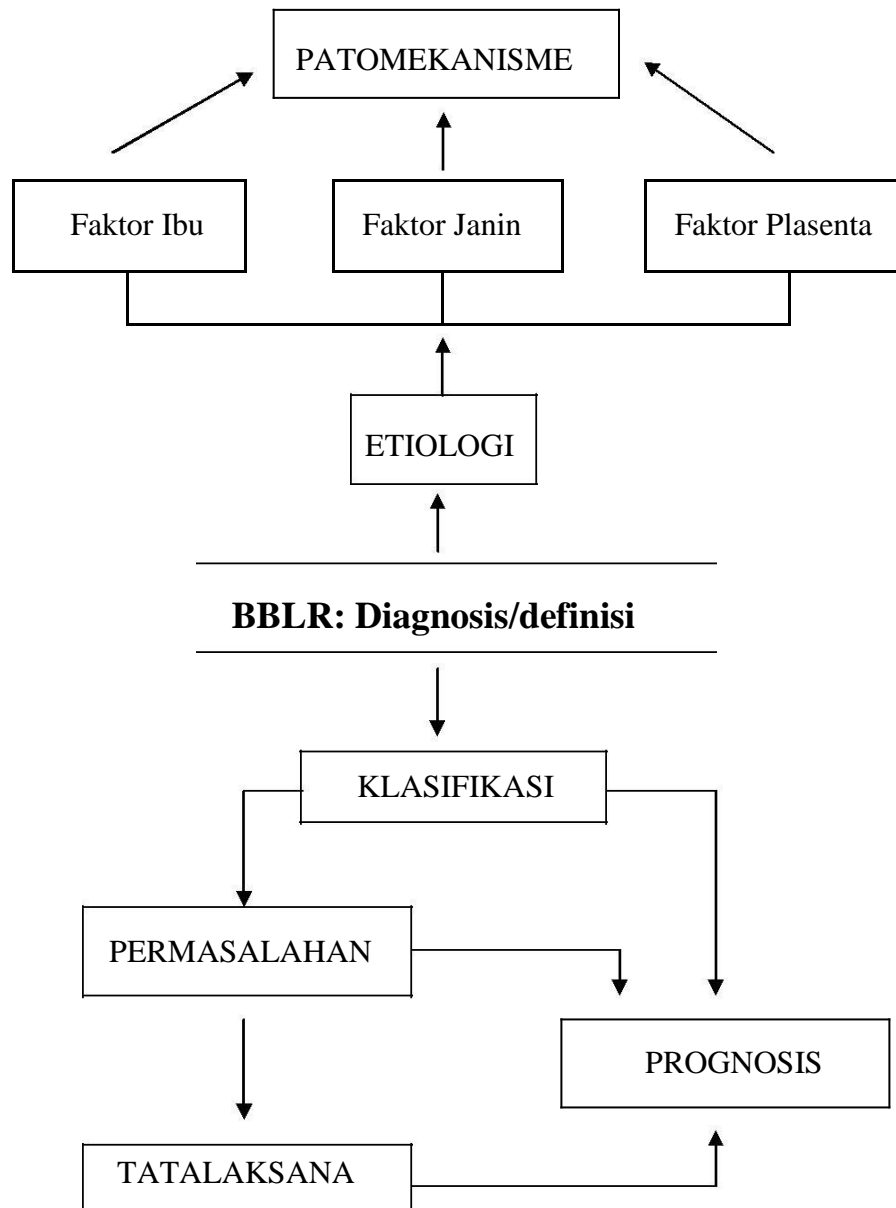 PATOMEKANISME
Faktor Ibu
Faktor Janin
Faktor Plasenta
ETIOLOGI
BBLR: Diagnosis/definisi
KLASIFIKASI
PERMASALAHAN
PROGNOSIS
TATALAKSANA